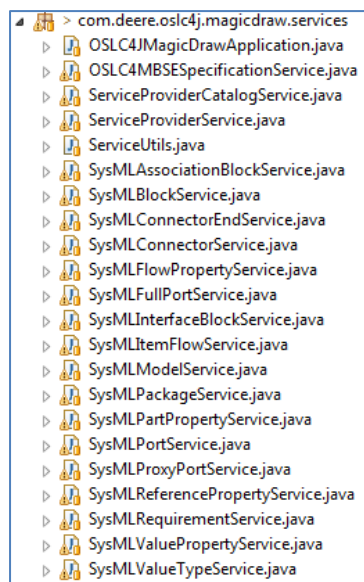 > com.deere.oslc4j.magicdraw.services
OSLC4JMagicDrawApplication.java
OSLC4MBSESpecificationService.java
ServiceProviderCatalogService.java
ServiceProviderService.java
ServiceUtils.java
SysMLAssociationBlockService.java
SysMLBlockService.java
SysMLConnectorEndService.java
SysMLConnectorService.java
SysMLFlowPropertyService.java
SysMLFullPortService.java
SysMLInterfaceBlockService.java
SysMLItemFlowService.java
SysMLModelService.java
SysMLPackageService.java
SysMLPartPropertyService.java
SysMLPortService.java
SysMLProxyPortService.java
SysMLReferencePropertyService.java
SysMLRequirementService.java
SysMLValuePropertyService.java
SysMLValueTypeService.java